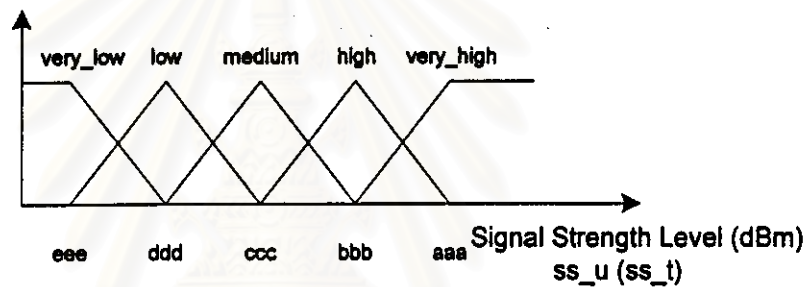 very_low low medium high very_high
eee ddd ccc bbb aaa
Signal Strength Level (dBm)
ss_u (ss_t)